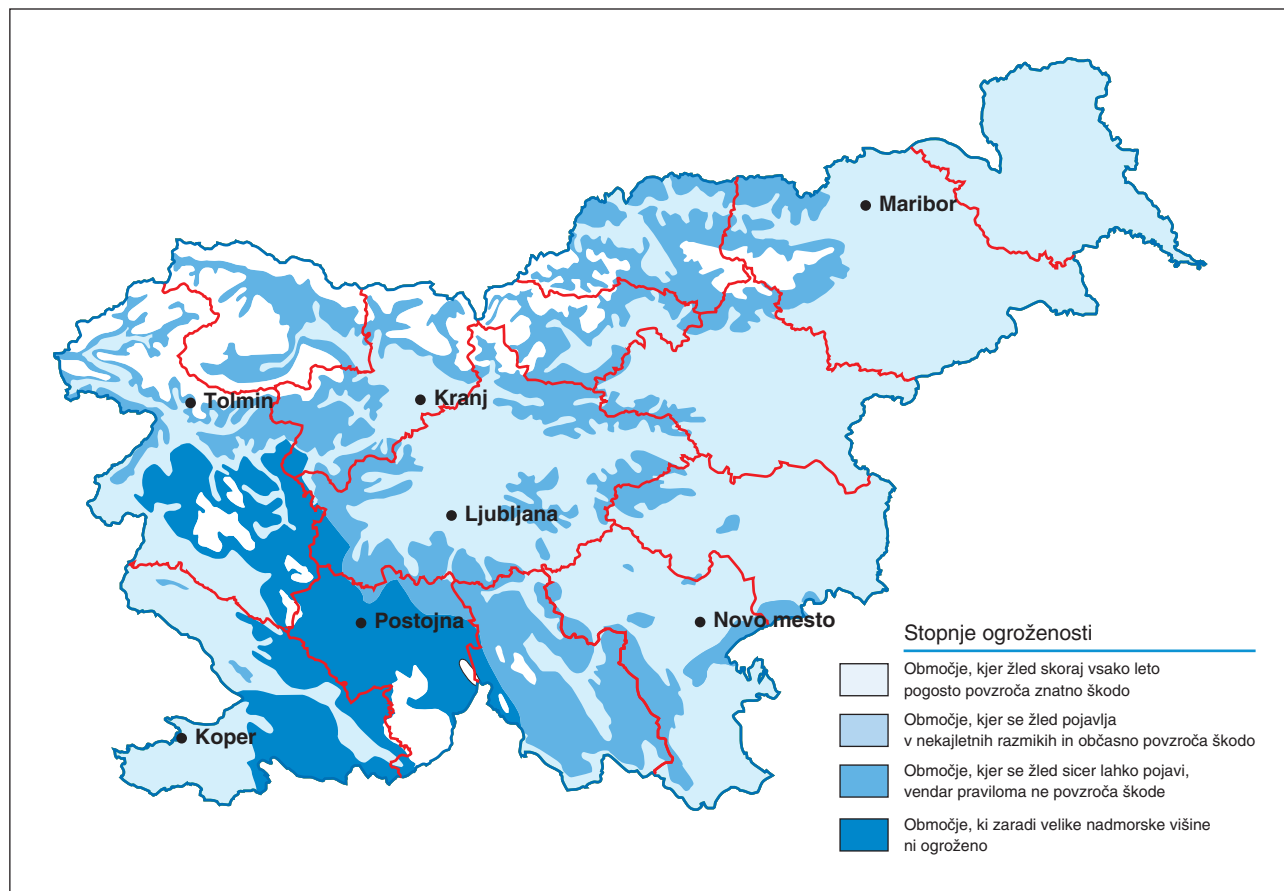 Maribor
Tolmin
Kranj
Ljubljana
Postojna
Novo mesto
Koper
Stopnje ogroženosti
Območje, kjer žled skoraj vsako leto
pogosto povzroča znatno škodo
Območje, kjer se žled pojavlja
v nekajletnih razmikih in občasno povzroča škodo
Območje, kjer se žled sicer lahko pojavi,
vendar praviloma ne povzroča škode
Območje, ki zaradi velike nadmorske višine
ni ogroženo